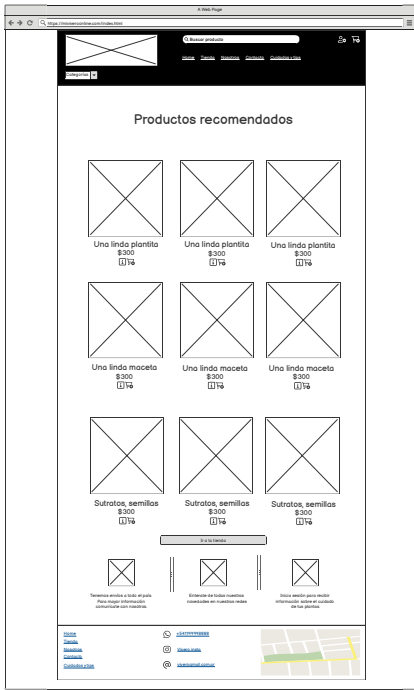 A Web Page
https://miviveroonline.com/index.html
Buscar producto
Home Tienda Nosotros Contacto Cuidados y tips
Categorias
Productos recomendados
Una linda plantita Una linda plantita Una linda plantita
$300 $300 $300
Una linda maceta Una linda maceta Una linda maceta
$300 $300 $300
Sutratos, semillas Sutratos, semillas Sutratos, semillas
$300 $300 $300
Ir a la tienda
Tenemos envios a todo el país.
Para mayor información
comunicate con nosotros.
Enterate de todas nuestras
novedades en nuestras redes
Inicia sesión para recibir
información sobre el cuidado
de tus plantas.
Home
Tienda
Nosotros
Contacto
Cuidados y tips